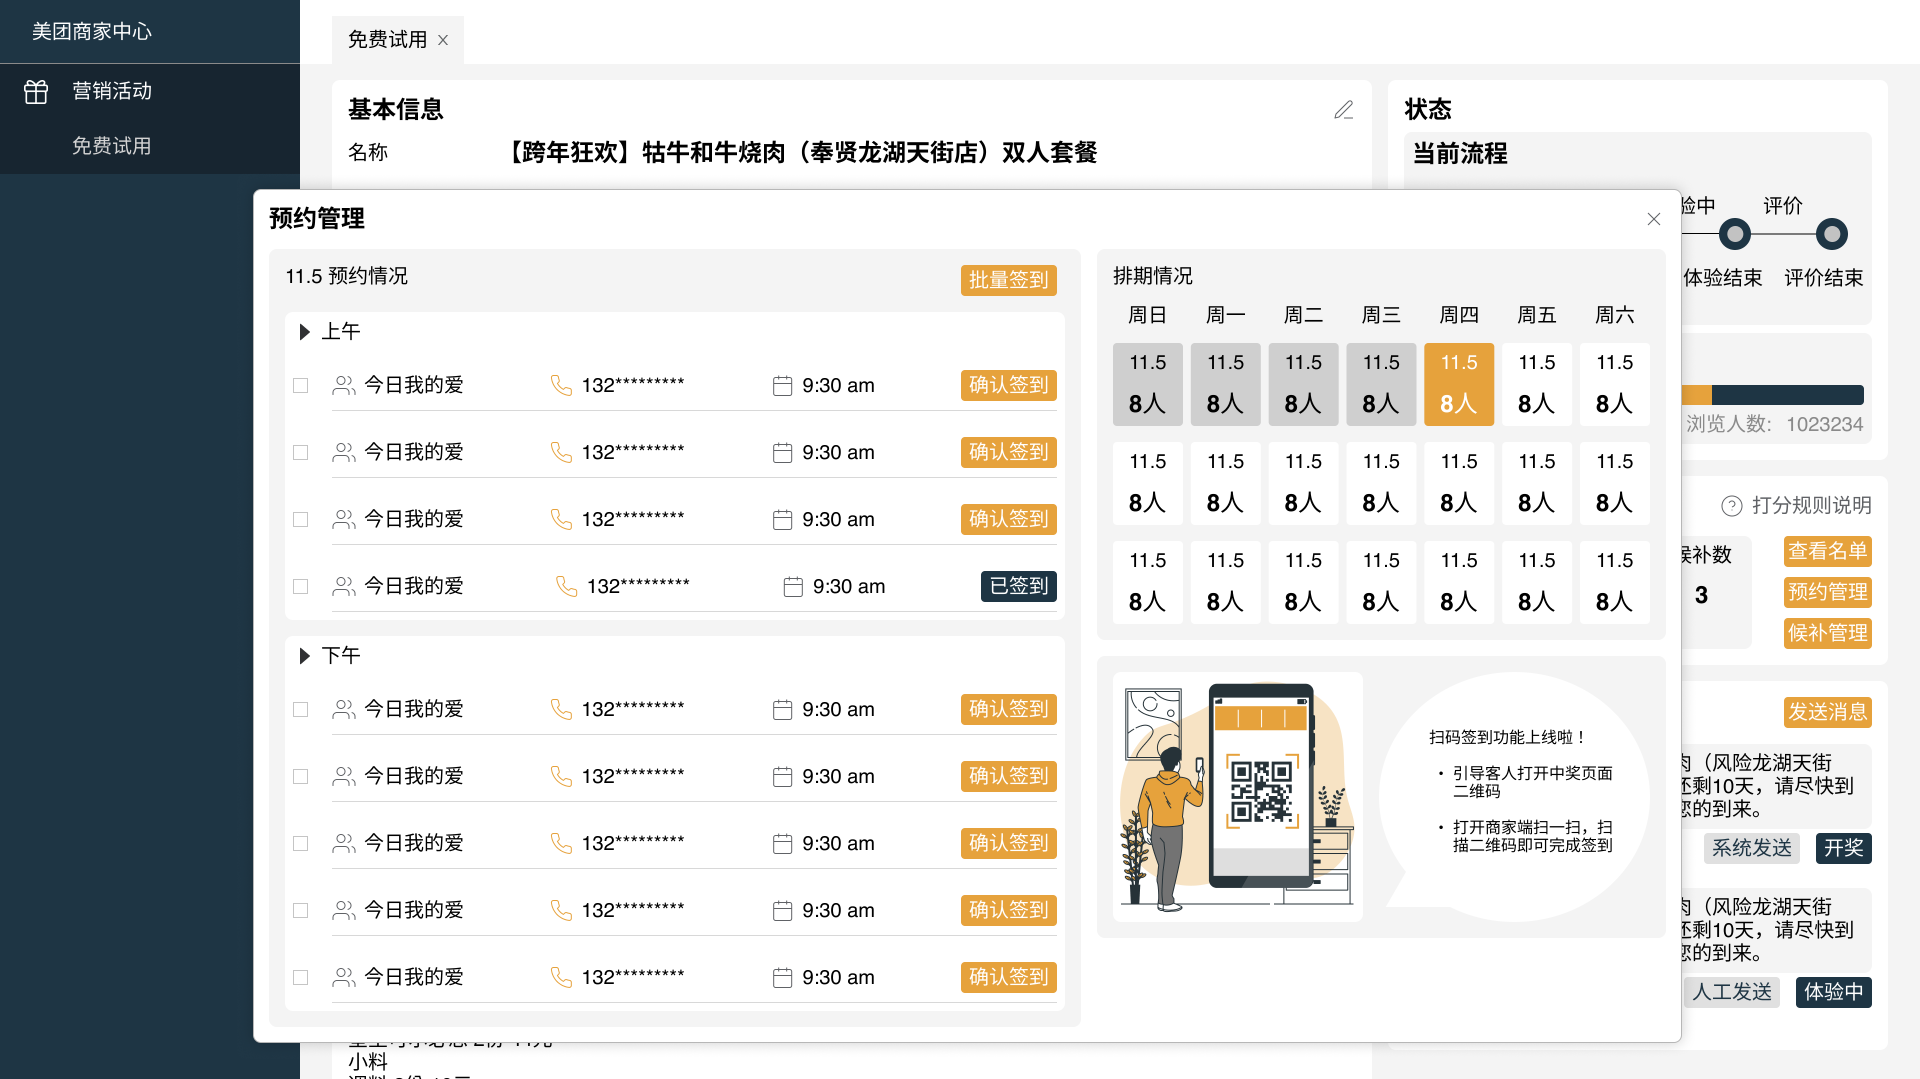 美团商家中心
营销活动
免费试用
免费试用
基本信息
名称
【跨年狂欢】牯牛和牛烧肉（奉贤龙湖天街店）双人套餐
状态
当前流程
验中
评价
体验结束
评价结束
浏览人数: 1023234
打分规则说明
候补数
3
查看名单
预约管理
候补管理
发送消息
肉（风险龙湖天街
还剩10天，请尽快到
您的到来。
系统发送
开奖
肉（风险龙湖天街
还剩10天，请尽快到
您的到来。
人工发送
体验中
预约管理
11.5 预约情况
批量签到
上午
今日我的爱 132********* 9:30 am 确认签到
今日我的爱 132********* 9:30 am 确认签到
今日我的爱 132********* 9:30 am 确认签到
今日我的爱 132********* 9:30 am 已签到
下午
今日我的爱 132********* 9:30 am 确认签到
今日我的爱 132********* 9:30 am 确认签到
今日我的爱 132********* 9:30 am 确认签到
今日我的爱 132********* 9:30 am 确认签到
今日我的爱 132********* 9:30 am 确认签到
排期情况
周日 周一 周二 周三 周四 周五 周六
11.5 11.5 11.5 11.5 11.5 11.5 11.5
8人 8人 8人 8人 8人 8人 8人
11.5 11.5 11.5 11.5 11.5 11.5 11.5
8人 8人 8人 8人 8人 8人 8人
11.5 11.5 11.5 11.5 11.5 11.5 11.5
8人 8人 8人 8人 8人 8人 8人
扫码签到功能上线啦！
• 引导客人打开中奖页面
二维码
• 打开商家端扫一扫，扫
描二维码即可完成签到
小料